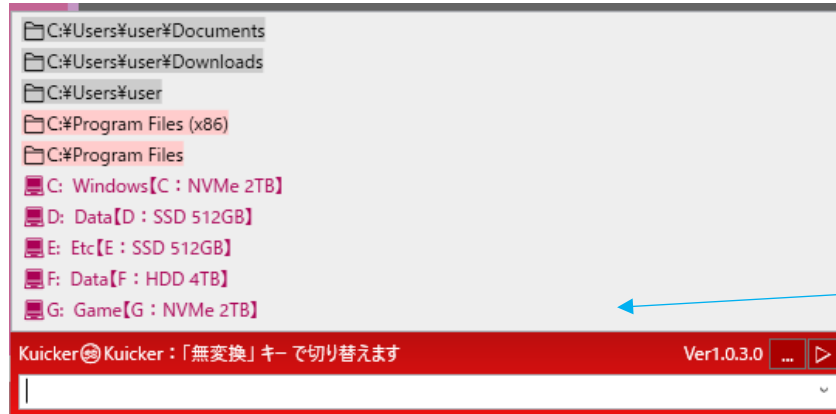 C:¥Users¥user¥Documents
C:¥Users¥user¥Downloads
C:¥Users¥user
C:¥Program Files (x86)
C:¥Program Files
C: Windows【C：NVMe 2TB】
D: Data【D：SSD 512GB】
E: Etc【E：SSD 512GB】
F: Data【F：HDD 4TB】
G: Game【G：NVMe 2TB】
Kuicker㊹Kuicker：「無変換」キーで切り替えます Ver1.0.3.0 ...